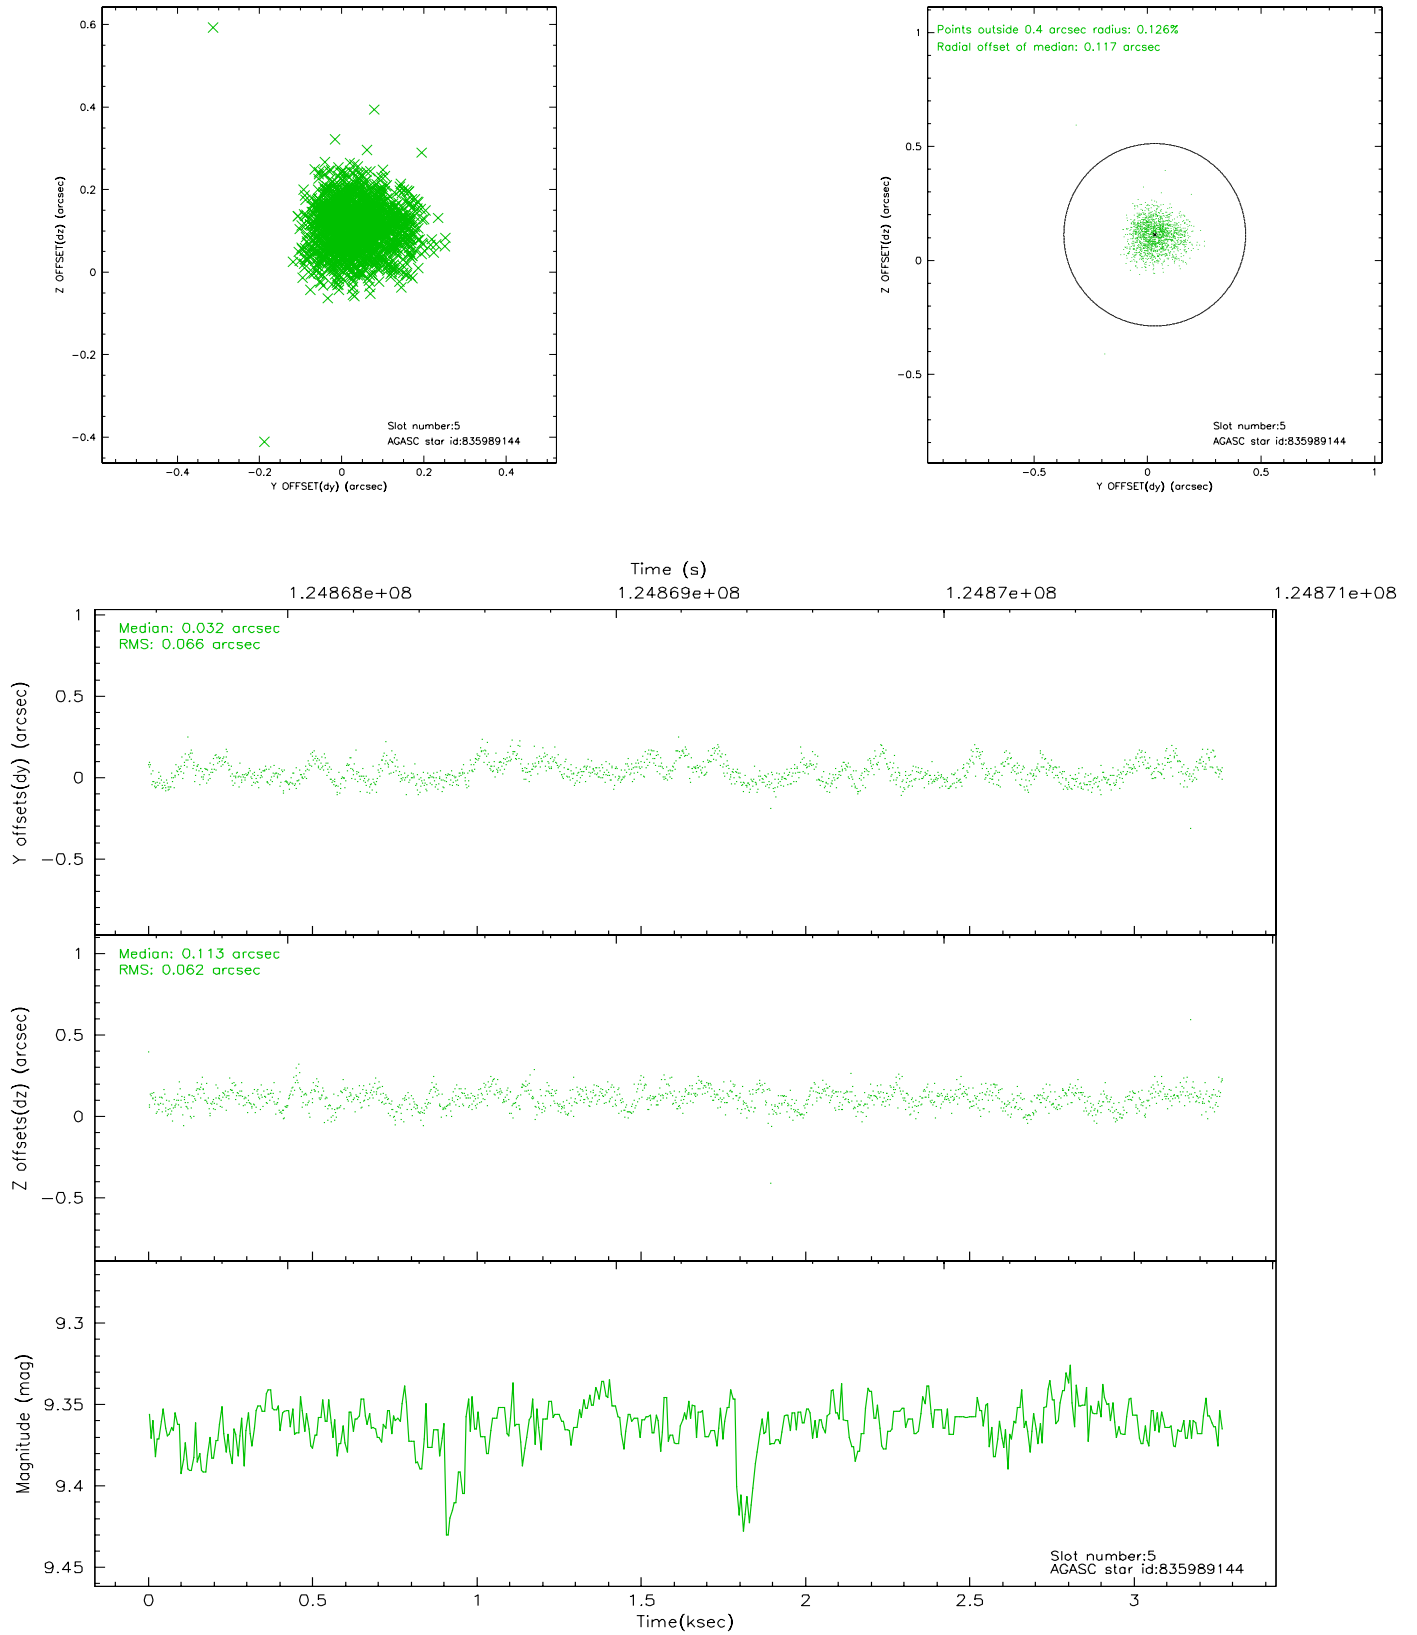 0.6
0.4
0.2
0
−0.2
−0.4
Z OFFSET(dz) (arcsec)
Slot number:5
AGASC star id:835989144
−0.4 −0.2 0 0.2 0.4
Y OFFSET(dy) (arcsec)
Points outside 0.4 arcsec radius: 0.126%
Radial offset of median: 0.117 arcsec
1
0.5
0
−0.5
Z OFFSET(dz) (arcsec)
Slot number:5
AGASC star id:835989144
−0.5 0 0.5 1
Y OFFSET(dy) (arcsec)
Time (s)
1.24868e+08 1.24869e+08 1.2487e+08 1.24871e+08
Median: 0.032 arcsec
RMS: 0.066 arcsec
1
0.5
0
−0.5
Y offsets(dy) (arcsec)
Median: 0.113 arcsec
RMS: 0.062 arcsec
1
0.5
0
−0.5
Z offsets(dz) (arcsec)
9.3
9.35
9.4
9.45
Magnitude (mag)
Slot number:5
AGASC star id:835989144
0 0.5 1 1.5 2 2.5 3
Time(ksec)